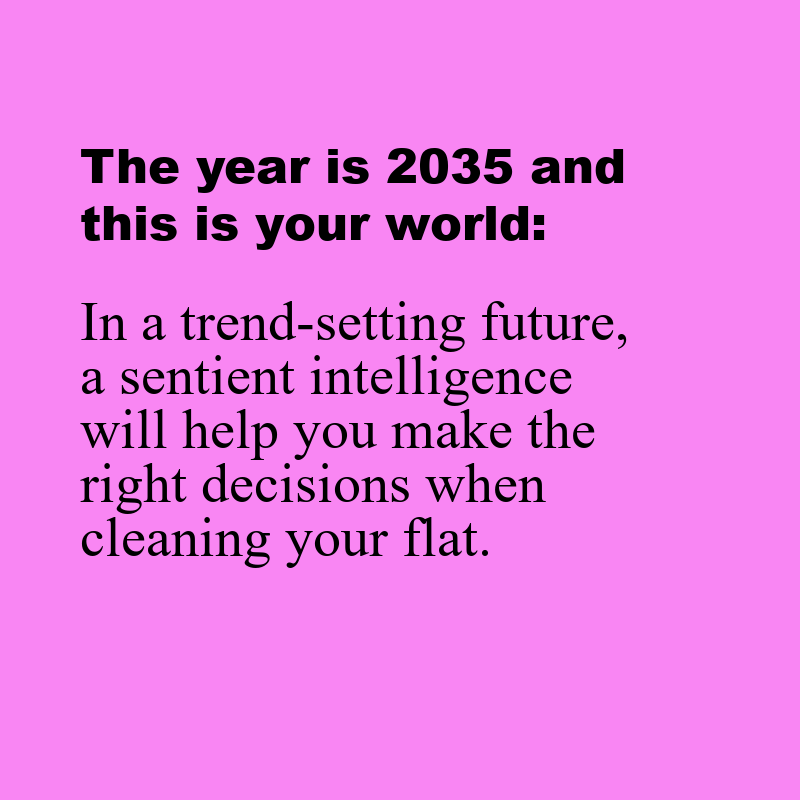 The year is 2035 and
this is your world:
In a trend-setting future,
a sentient intelligence
will help you make the
right decisions when
cleaning your flat.